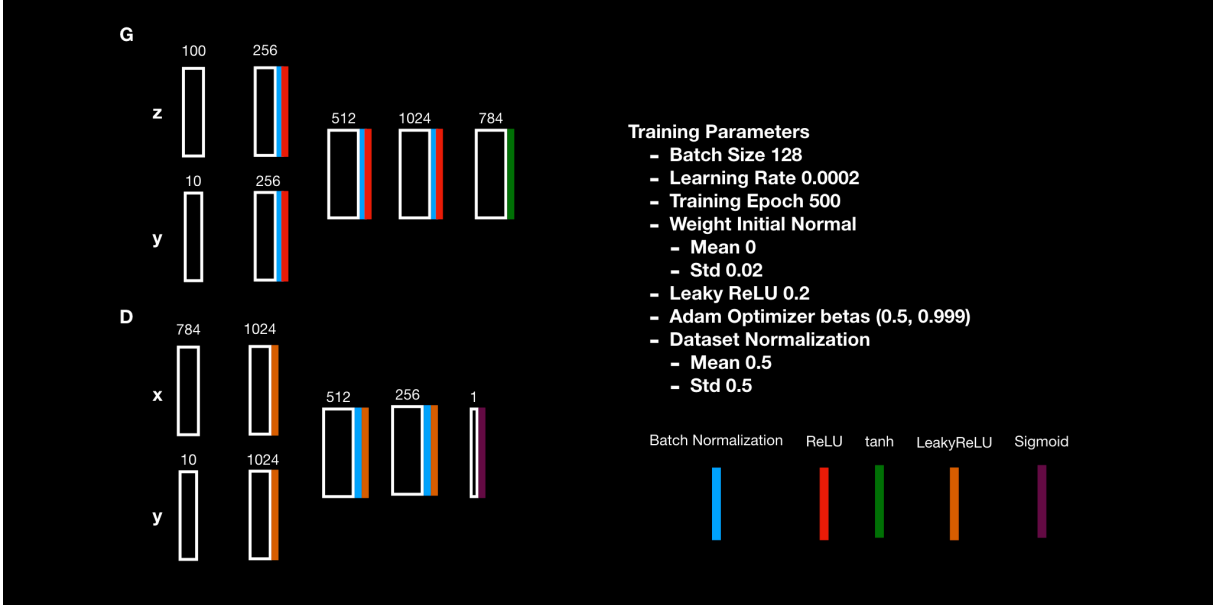 G
100 256
z
512 1024 784
10 256
y
D
784 1024
x
512 256 1
10 1024
y
Training Parameters
- Batch Size 128
- Learning Rate 0.0002
- Training Epoch 500
- Weight Initial Normal
- Mean 0
- Std 0.02
- Leaky ReLU 0.2
- Adam Optimizer betas (0.5, 0.999)
- Dataset Normalization
- Mean 0.5
- Std 0.5
Batch Normalization ReLU tanh LeakyReLU Sigmoid